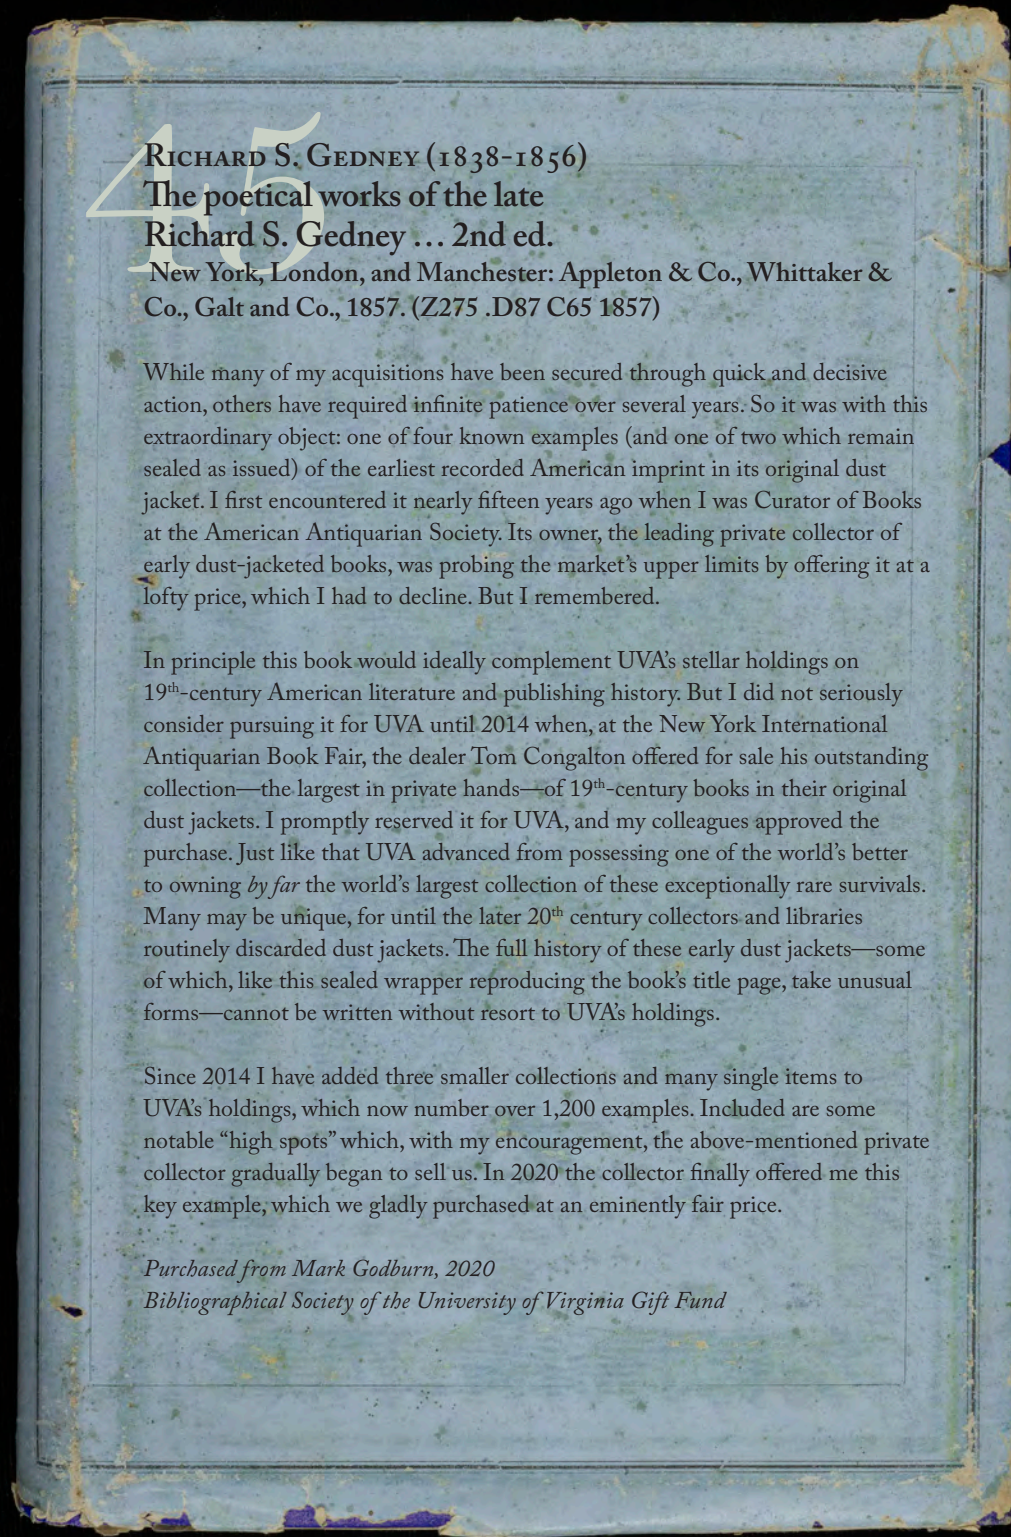 45
RICHARD S. GEDNEY (1838-1856)
The poetical works of the late
Richard S. Gedney … 2nd ed.
New York, London, and Manchester: Appleton & Co., Whittaker &
Co., Galt and Co., 1857. (Z275 .D87 C65 1857)
While many of my acquisitions have been secured through quick and decisive
action, others have required infinite patience over several years. So it was with this
extraordinary object: one of four known examples (and one of two which remain
sealed as issued) of the earliest recorded American imprint in its original dust
jacket. I first encountered it nearly fifteen years ago when I was Curator of Books
at the American Antiquarian Society. Its owner, the leading private collector of
early dust-jacketed books, was probing the market’s upper limits by offering it at a
lofty price, which I had to decline. But I remembered.
In principle this book would ideally complement UVA’s stellar holdings on
19th-century American literature and publishing history. But I did not seriously
consider pursuing it for UVA until 2014 when, at the New York International
Antiquarian Book Fair, the dealer Tom Congalton offered for sale his outstanding
collection—the largest in private hands—of 19th-century books in their original
dust jackets. I promptly reserved it for UVA, and my colleagues approved the
purchase. Just like that UVA advanced from possessing one of the world’s better
to owning by far the world’s largest collection of these exceptionally rare survivals.
Many may be unique, for until the later 20th century collectors and libraries
routinely discarded dust jackets. The full history of these early dust jackets—some
of which, like this sealed wrapper reproducing the book’s title page, take unusual
forms—cannot be written without resort to UVA’s holdings.
Since 2014 I have added three smaller collections and many single items to
UVA’s holdings, which now number over 1,200 examples. Included are some
notable “high spots” which, with my encouragement, the above-mentioned private
collector gradually began to sell us. In 2020 the collector finally offered me this
key example, which we gladly purchased at an eminently fair price.
Purchased from Mark Godburn, 2020
Bibliographical Society of the University of Virginia Gift Fund